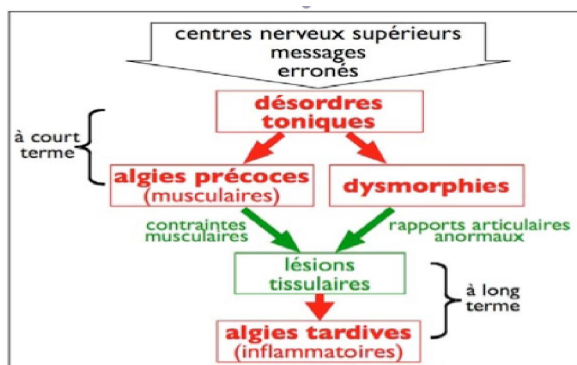 centres nerveux supérieurs
messages
erronés
désordres
toniques
à court
terme
algies précoces
(musculaires)
dysmorphies
contraintes
musculaires
rapports articulaires
anormaux
lésions
tissulaires
à long
terme
algies tardives
(inflammatoires)